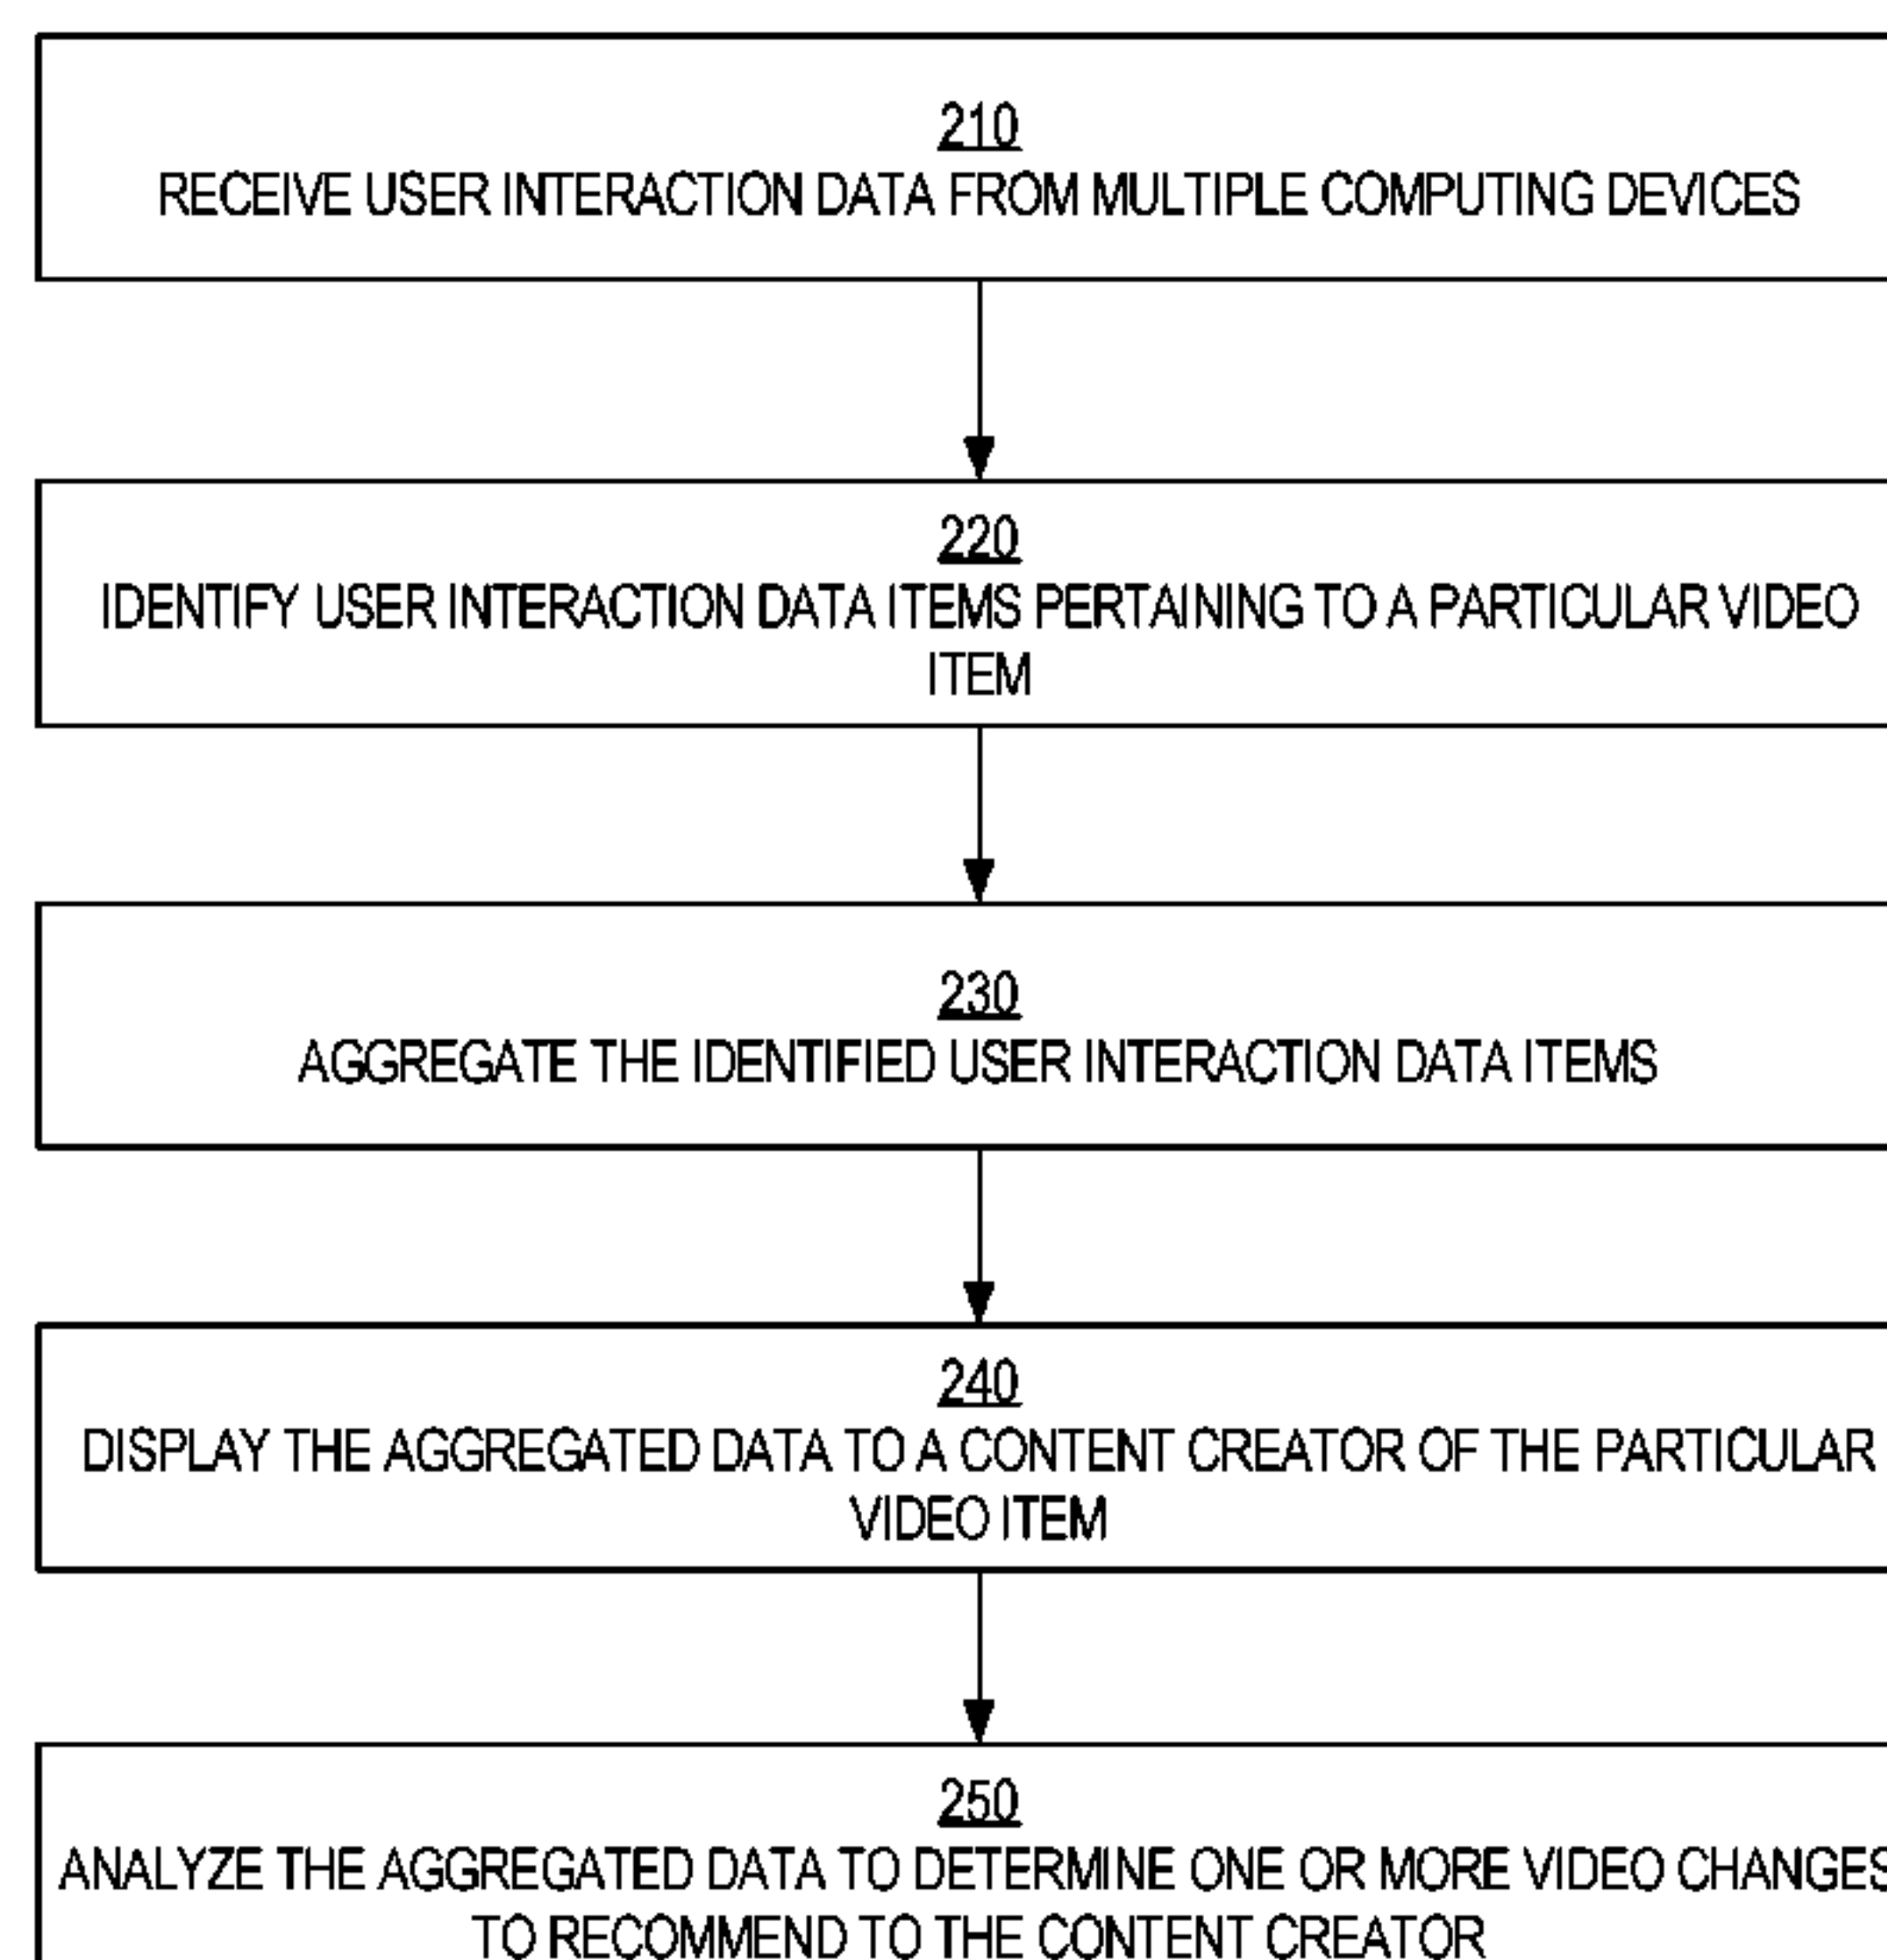 210
RECEIVE USER INTERACTION DATA FROM MULTIPLE COMPUTING DEVICES
220
IDENTIFY USER INTERACTION DATA ITEMS PERTAINING TO A PARTICULAR VIDEO
ITEM
230
AGGREGATE THE IDENTIFIED USER INTERACTION DATA ITEMS
240
DISPLAY THE AGGREGATED DATA TO A CONTENT CREATOR OF THE PARTICULAR
VIDEO ITEM
250
ANALYZE THE AGGREGATED DATA TO DETERMINE ONE OR MORE VIDEO CHANGES
TO RECOMMEND TO THE CONTENT CREATOR